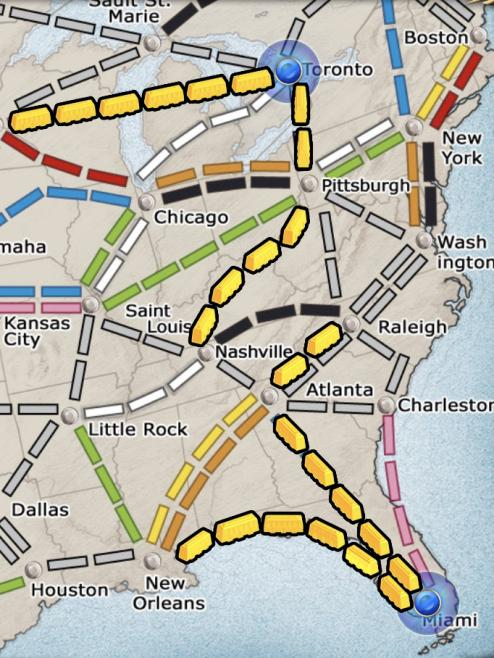 Sault St.
Marie
Boston
Toronto
New
York
Pittsburgh
Chicago
maha
Wash
ington
Saint
Louis
Kansas
City
Raleigh
Nashville
Atlanta
Charleston
Little Rock
Dallas
Houston
New
Orleans
Miami